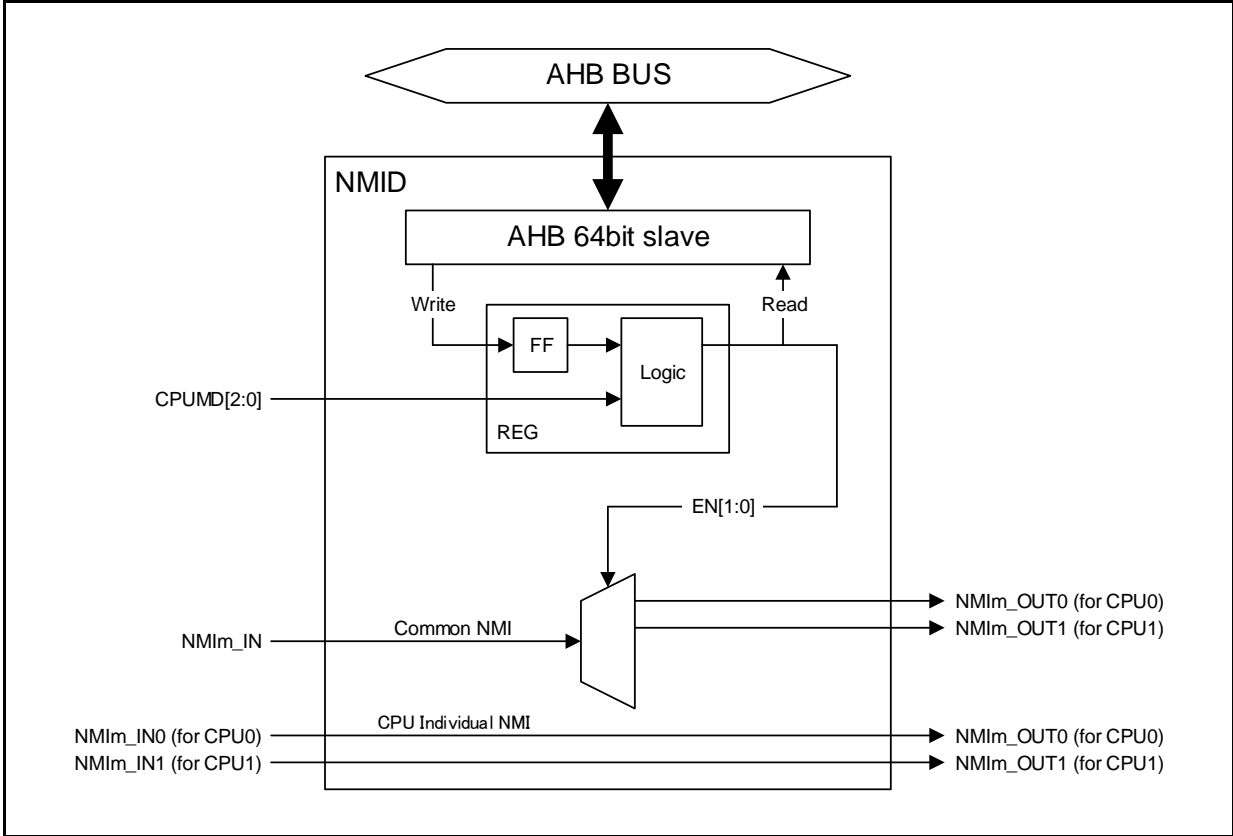 AHB BUS
NMID
AHB 64bit slave
Write
Read
FF
Logic
CPUMD[2:0]
REG
EN[1:0]
NMIm_OUT0 (for CPU0)
Common NMI
NMIm_OUT1 (for CPU1)
NMIm_IN
CPU Individual NMI
NMIm_IN0 (for CPU0)
NMIm_OUT0 (for CPU0)
NMIm_IN1 (for CPU1)
NMIm_OUT1 (for CPU1)